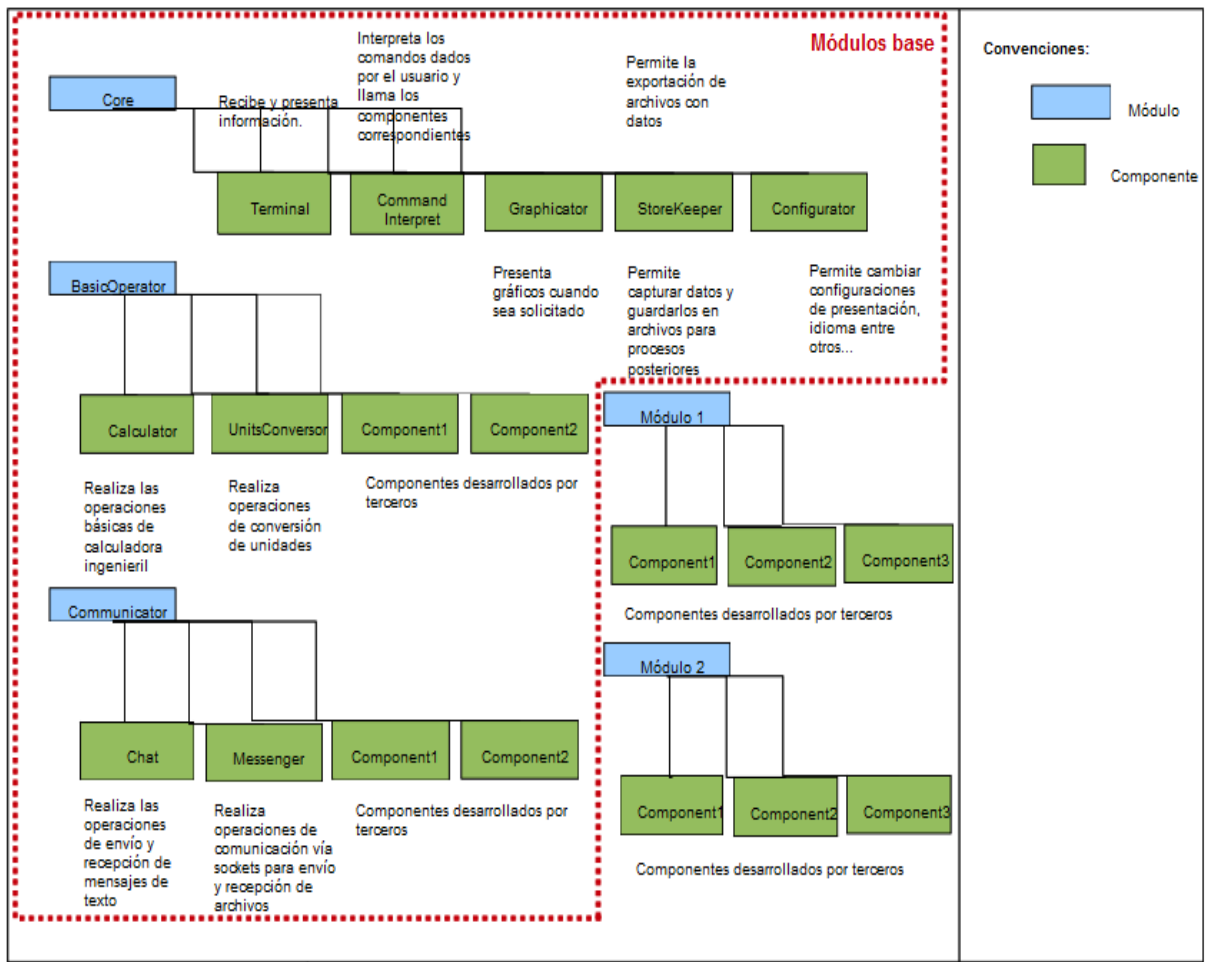 Módulos base
Convenciones:
Módulo
Componente
Core
Recibe y presenta
información.
Interpreta los
comandos dados
por el usuario y
llama los
componentes
correspondientes
Permite la
exportación de
archivos con
datos
Terminal
Command
Interpret
Graphicator
StoreKeeper
Configurator
Presenta
gráficos cuando
sea solicitado
Permite
capturar datos y
guardarlos en
archivos para
procesos
posteriores
Permite cambiar
configuraciones
de presentación,
idioma entre
otros...
BasicOperator
Calculator
UnitsConversor
Component1
Component2
Realiza las
operaciones
básicas de
calculadora
ingenieril
Realiza
operaciones
de conversión
de unidades
Componentes desarrollados por
terceros
Communicator
Chat
Messenger
Component1
Component2
Realiza las
operaciones
de envío y
recepción de
mensajes de
texto
Realiza
operaciones de
comunicación vía
sockets para envío
y recepción de
archivos
Componentes desarrollados por
terceros
Módulo 1
Component1
Component2
Component3
Componentes desarrollados por terceros
Módulo 2
Component1
Component2
Component3
Componentes desarrollados por terceros